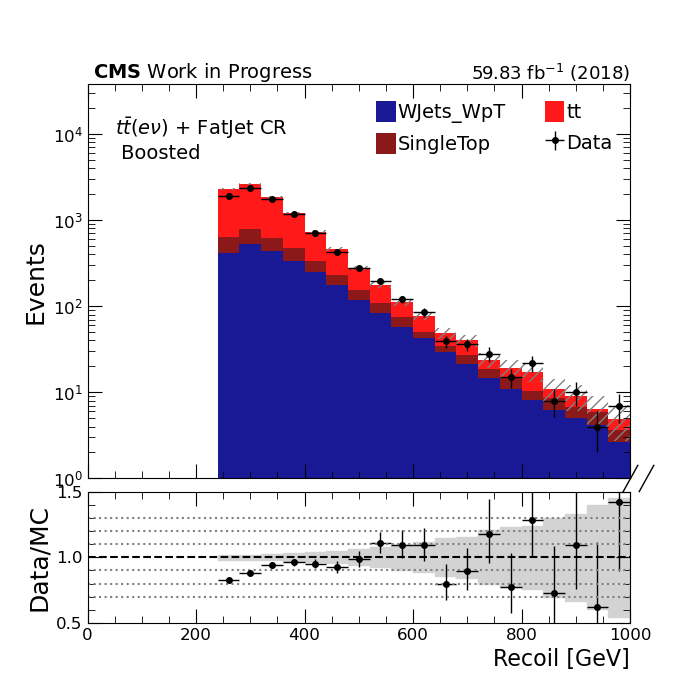 CMS Work in Progress 59.83 fb⁻¹ (2018)
WJets_WpT tt
tt̄(eν) + FatJet CR
Boosted
SingleTop Data
Events
10⁴
10³
10²
10¹
10⁰
Data/MC
1.5
1.0
0.5
0 200 400 600 800 1000
Recoil [GeV]